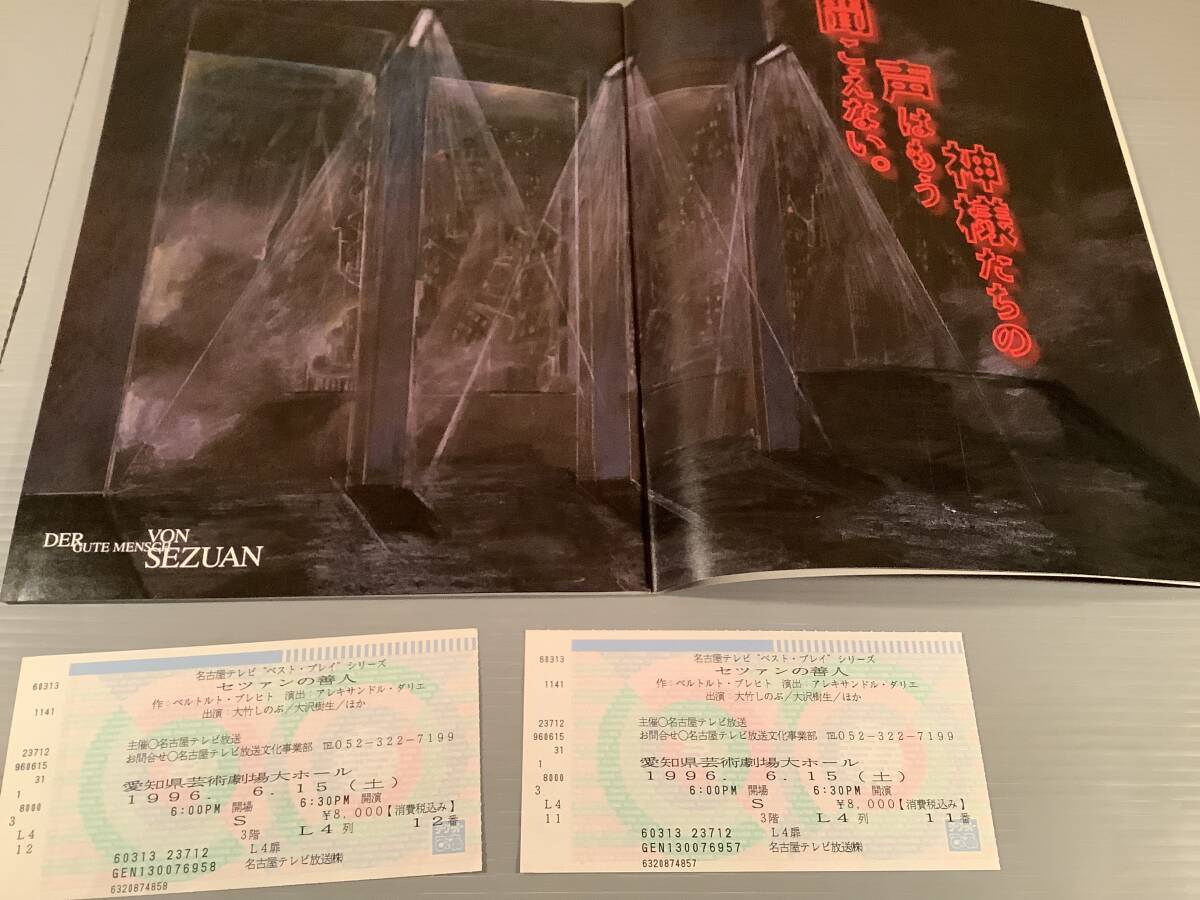 神様たちの
声はもう
聞こえない。
DER
GUTE MENSCH
VON
SEZUAN
60313
1141
23712
960615
31
1
8000
3
L4
12
名古屋テレビ“ベスト・プレイ”シリーズ
セツァンの善人
作:ベルトルト・ブレヒト 演出:アレキサンドル・ダリエ
出演:大竹しのぶ/大沢樹生/ほか
主催○名古屋テレビ放送
お問合せ○名古屋テレビ放送文化事業部 ℡052-322-7199
愛知県芸術劇場大ホール
1996. 6.15(土)
6:00PM 開場 6:30PM 開演
S ¥8,000【消費税込み】
3階 L4列 12番
60313 23712 L4扉
GEN130076958 名古屋テレビ放送㈱
6320874858
チケットぴあ
60313
1141
23712
960615
31
1
8000
3
L4
11
名古屋テレビ“ベスト・プレイ”シリーズ
セツァンの善人
作:ベルトルト・ブレヒト 演出:アレキサンドル・ダリエ
出演:大竹しのぶ/大沢樹生/ほか
主催○名古屋テレビ放送
お問合せ○名古屋テレビ放送文化事業部 ℡052-322-7199
愛知県芸術劇場大ホール
1996. 6.15(土)
6:00PM 開場 6:30PM 開演
S ¥8,000【消費税込み】
3階 L4列 11番
60313 23712 L4扉
GEN130076957 名古屋テレビ放送㈱
6320874857
チケットぴあ